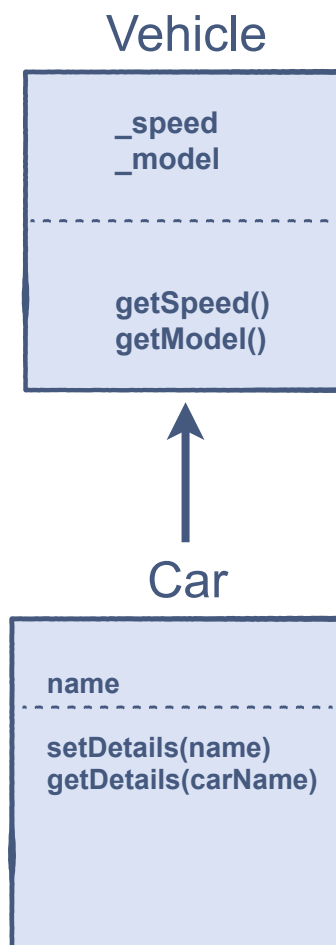 Vehicle
_speed
_model
getSpeed()
getModel()
Car
name
setDetails(name)
getDetails(carName)